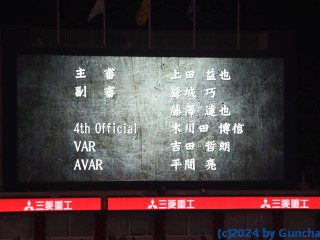 主 審 上田 益也
副 審 聳城 巧
藤澤 達也
4th Official 木川田 博信
VAR 吉田 哲朗
AVAR 平間 亮
三菱重工 三菱重工 三菱重工
(c)2024 by Guncha